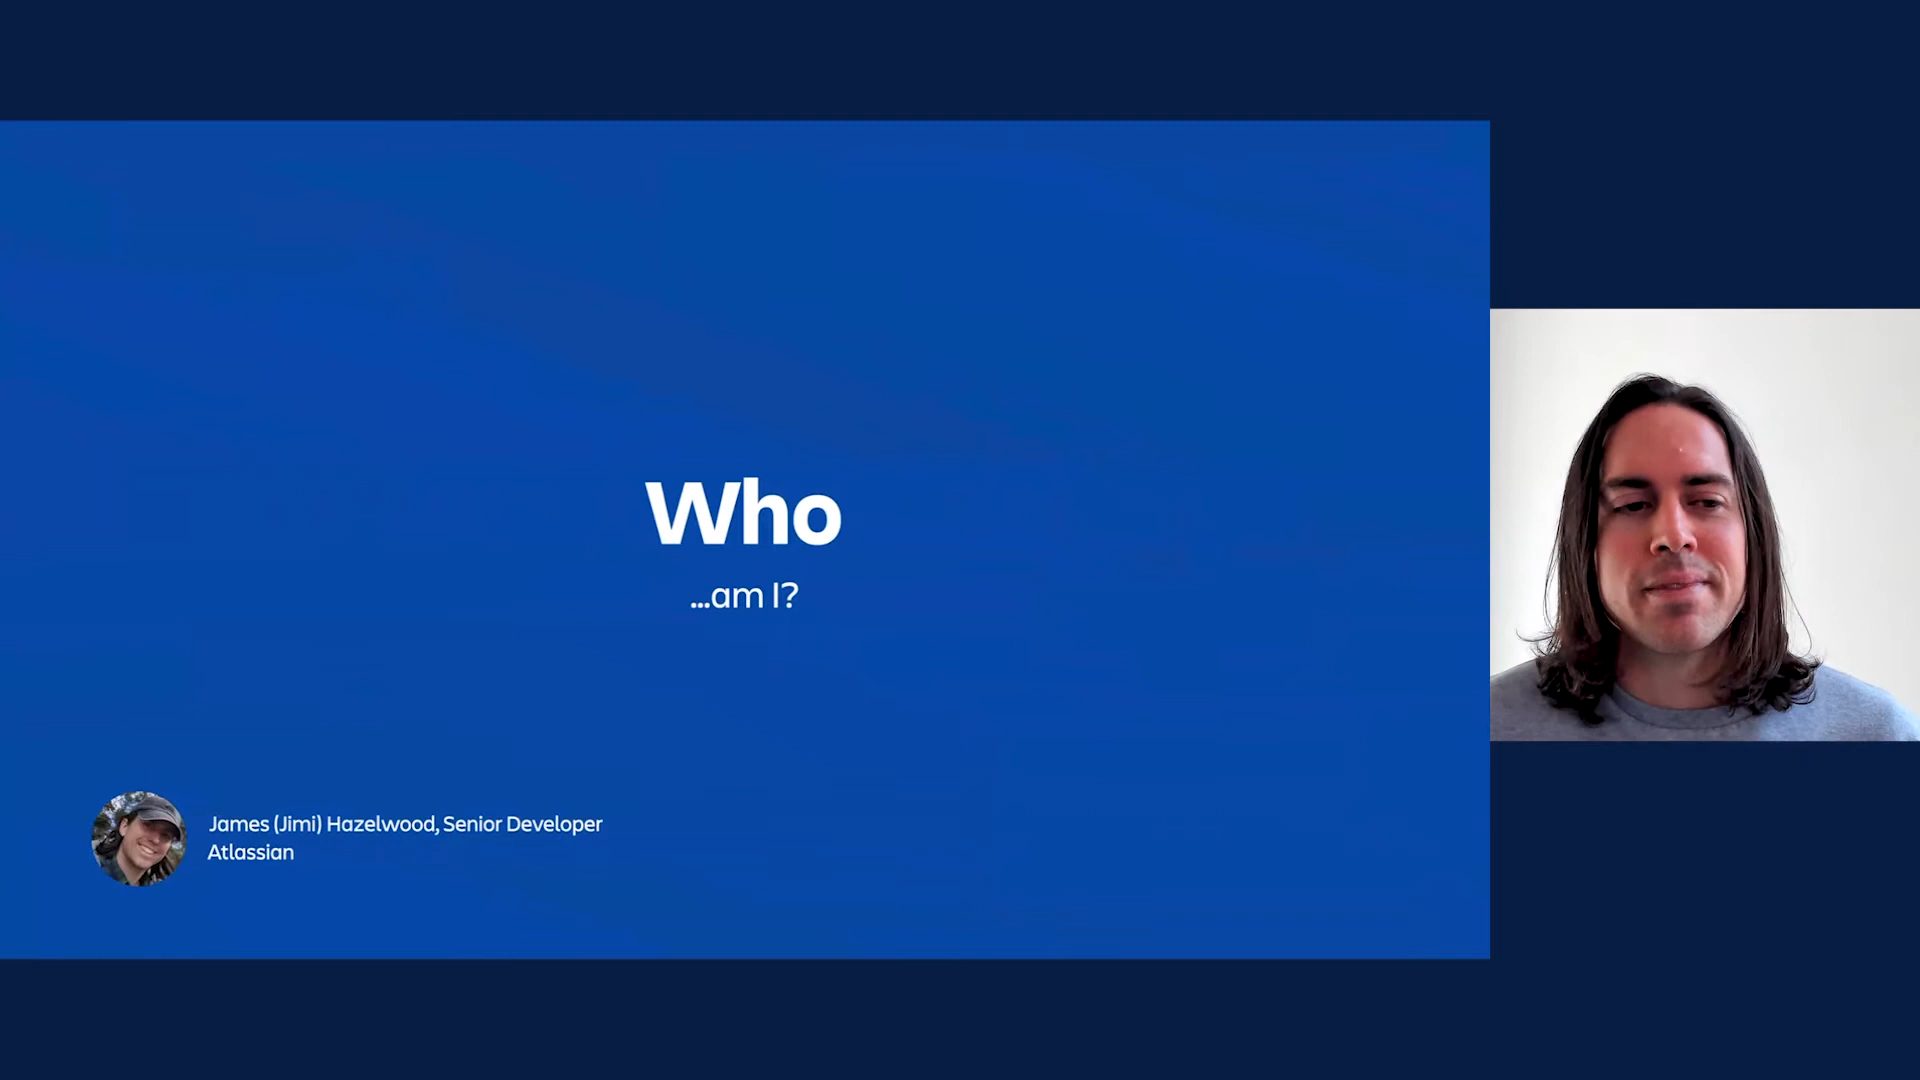 Who
...am I?
James (Jimi) Hazelwood, Senior Developer
Atlassian